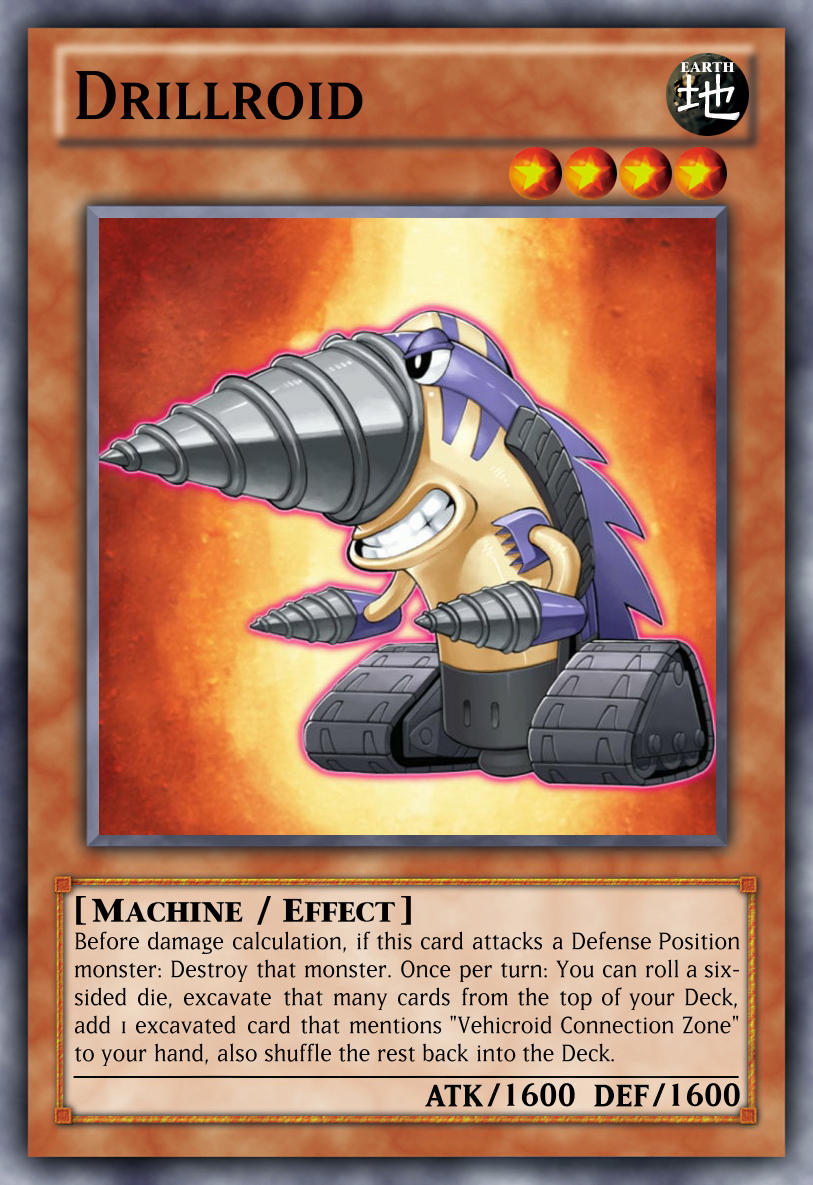 Drillroid
EARTH
地
[ Machine / Effect ]
Before damage calculation, if this card attacks a Defense Position
monster: Destroy that monster. Once per turn: You can roll a six-
sided die, excavate that many cards from the top of your Deck,
add 1 excavated card that mentions "Vehicroid Connection Zone"
to your hand, also shuffle the rest back into the Deck.
ATK/1600 DEF/1600